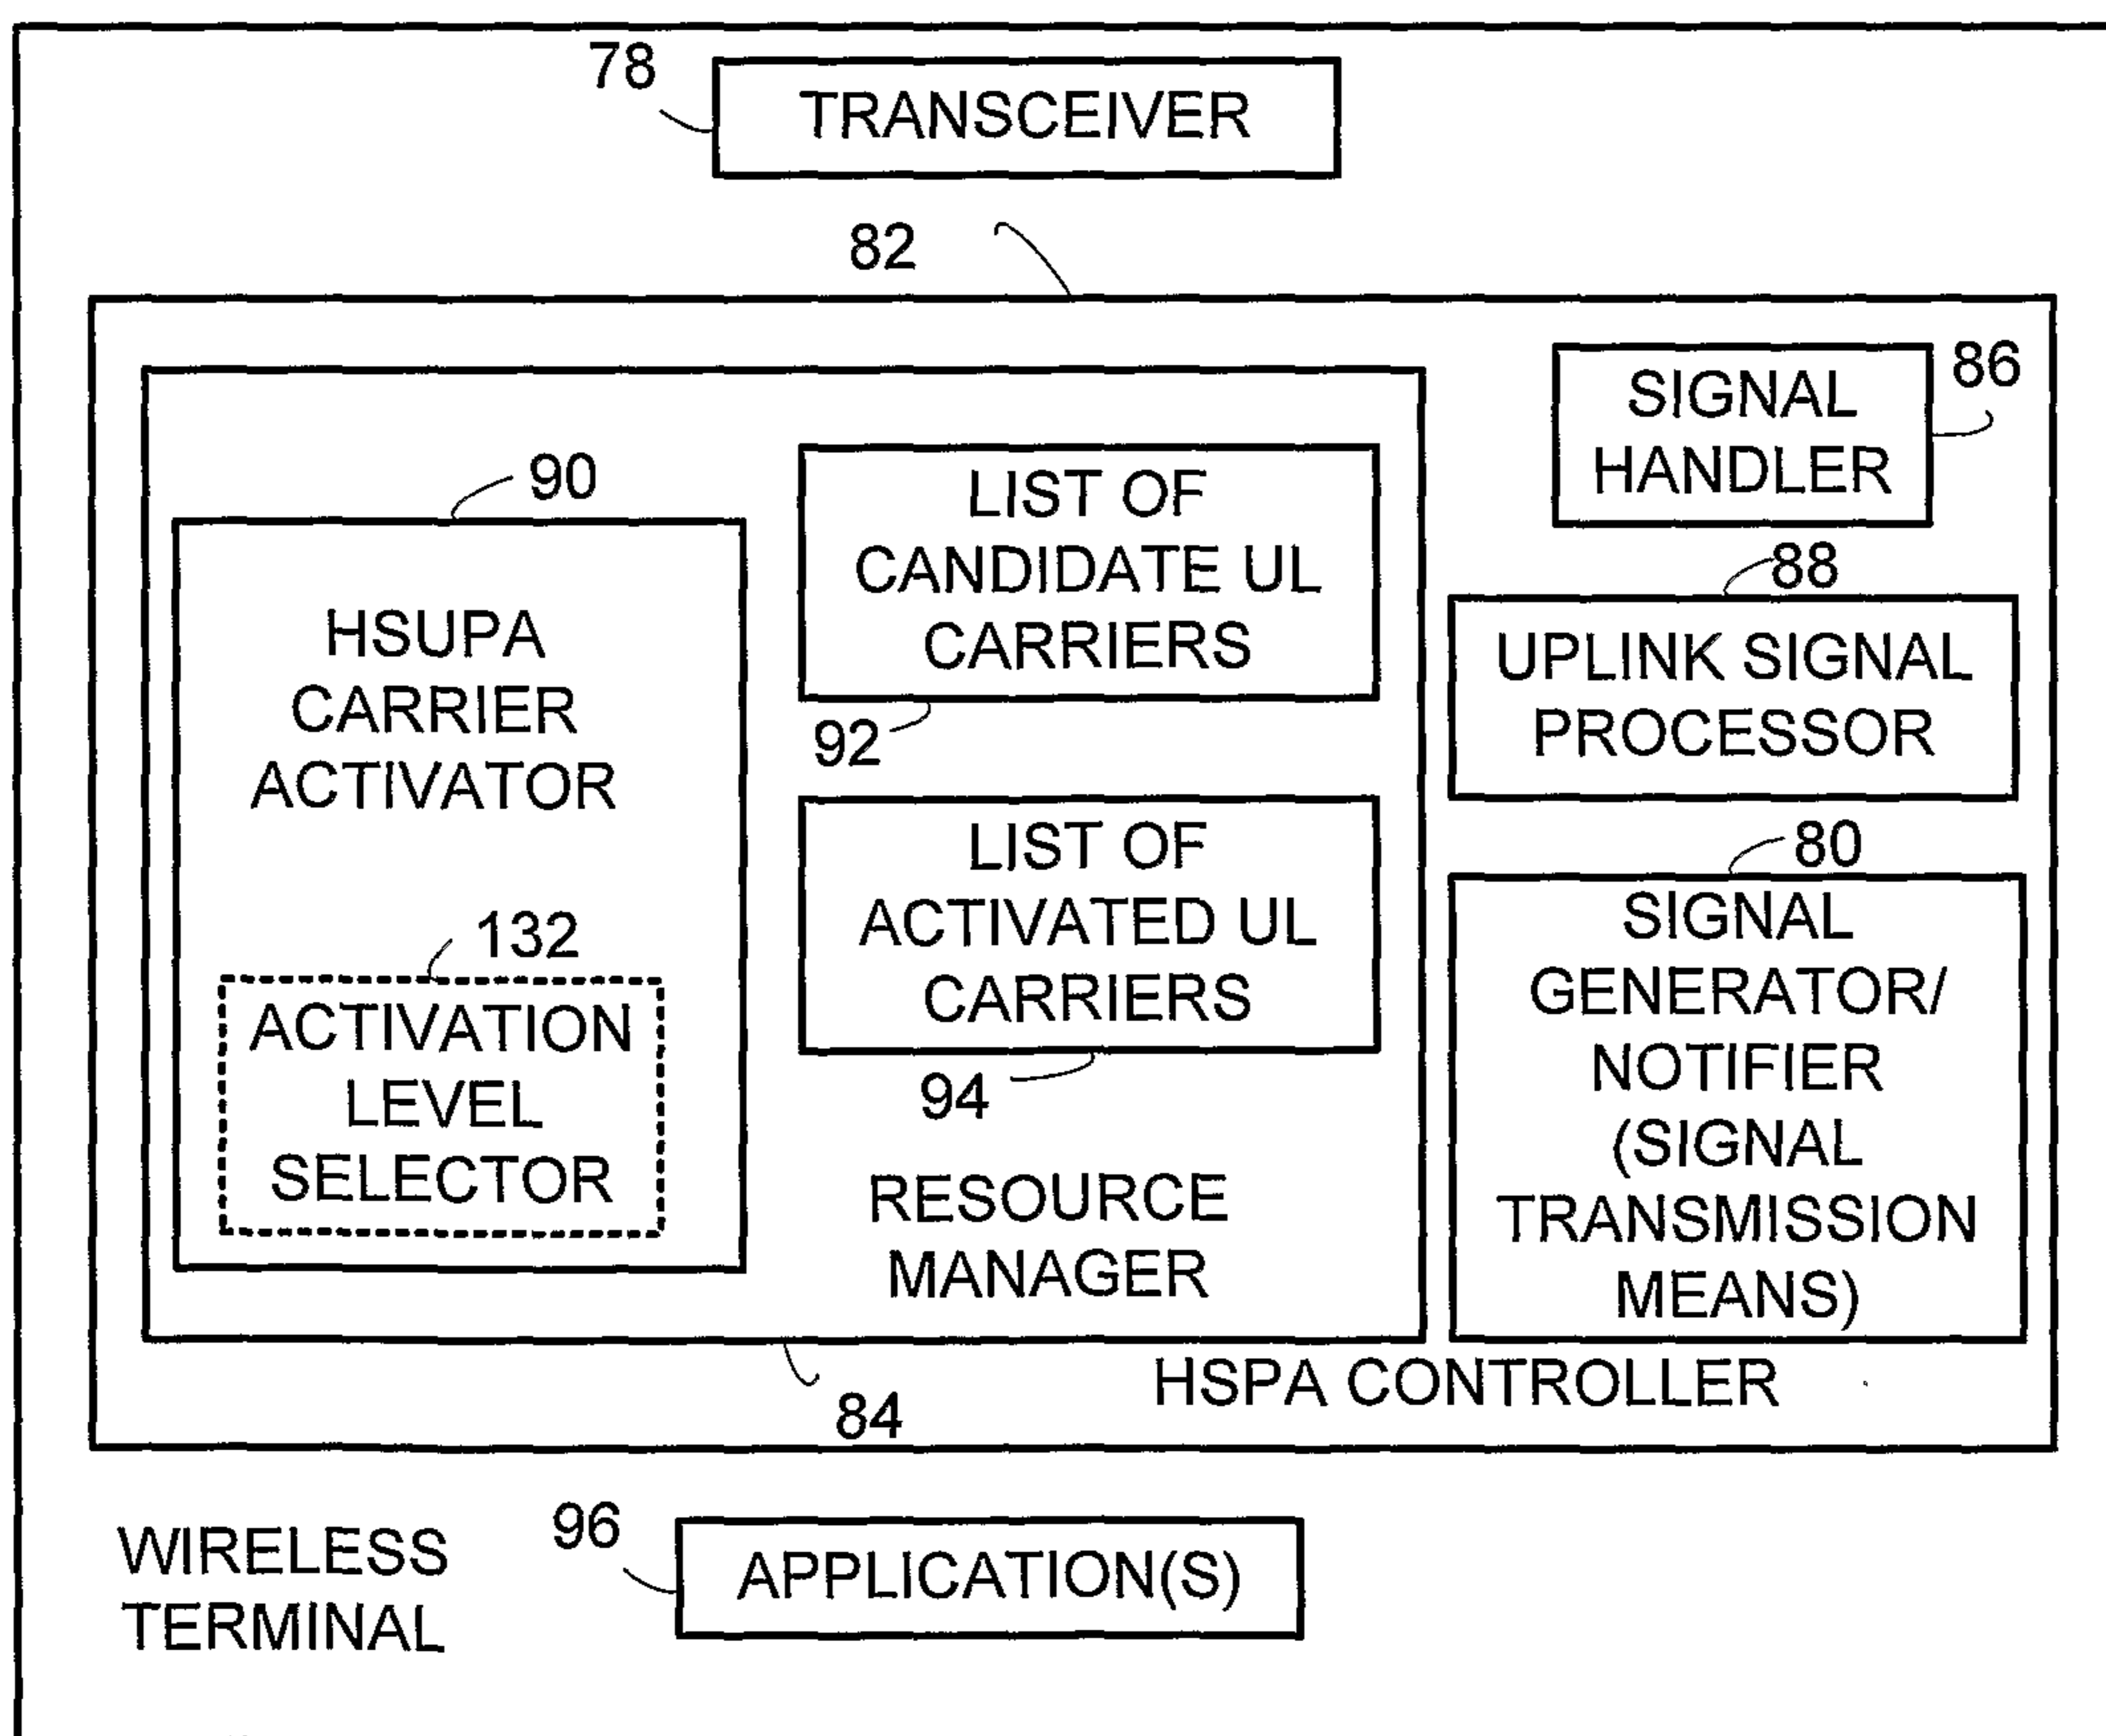 78
TRANSCEIVER
82
SIGNAL
HANDLER
86
90
HSUPA
CARRIER
ACTIVATOR
132
ACTIVATION
LEVEL
SELECTOR
LIST OF
CANDIDATE UL
CARRIERS
92
LIST OF
ACTIVATED UL
CARRIERS
94
RESOURCE
MANAGER
84
88
UPLINK SIGNAL
PROCESSOR
80
SIGNAL
GENERATOR/
NOTIFIER
(SIGNAL
TRANSMISSION
MEANS)
HSPA CONTROLLER
WIRELESS
TERMINAL
96
APPLICATION(S)